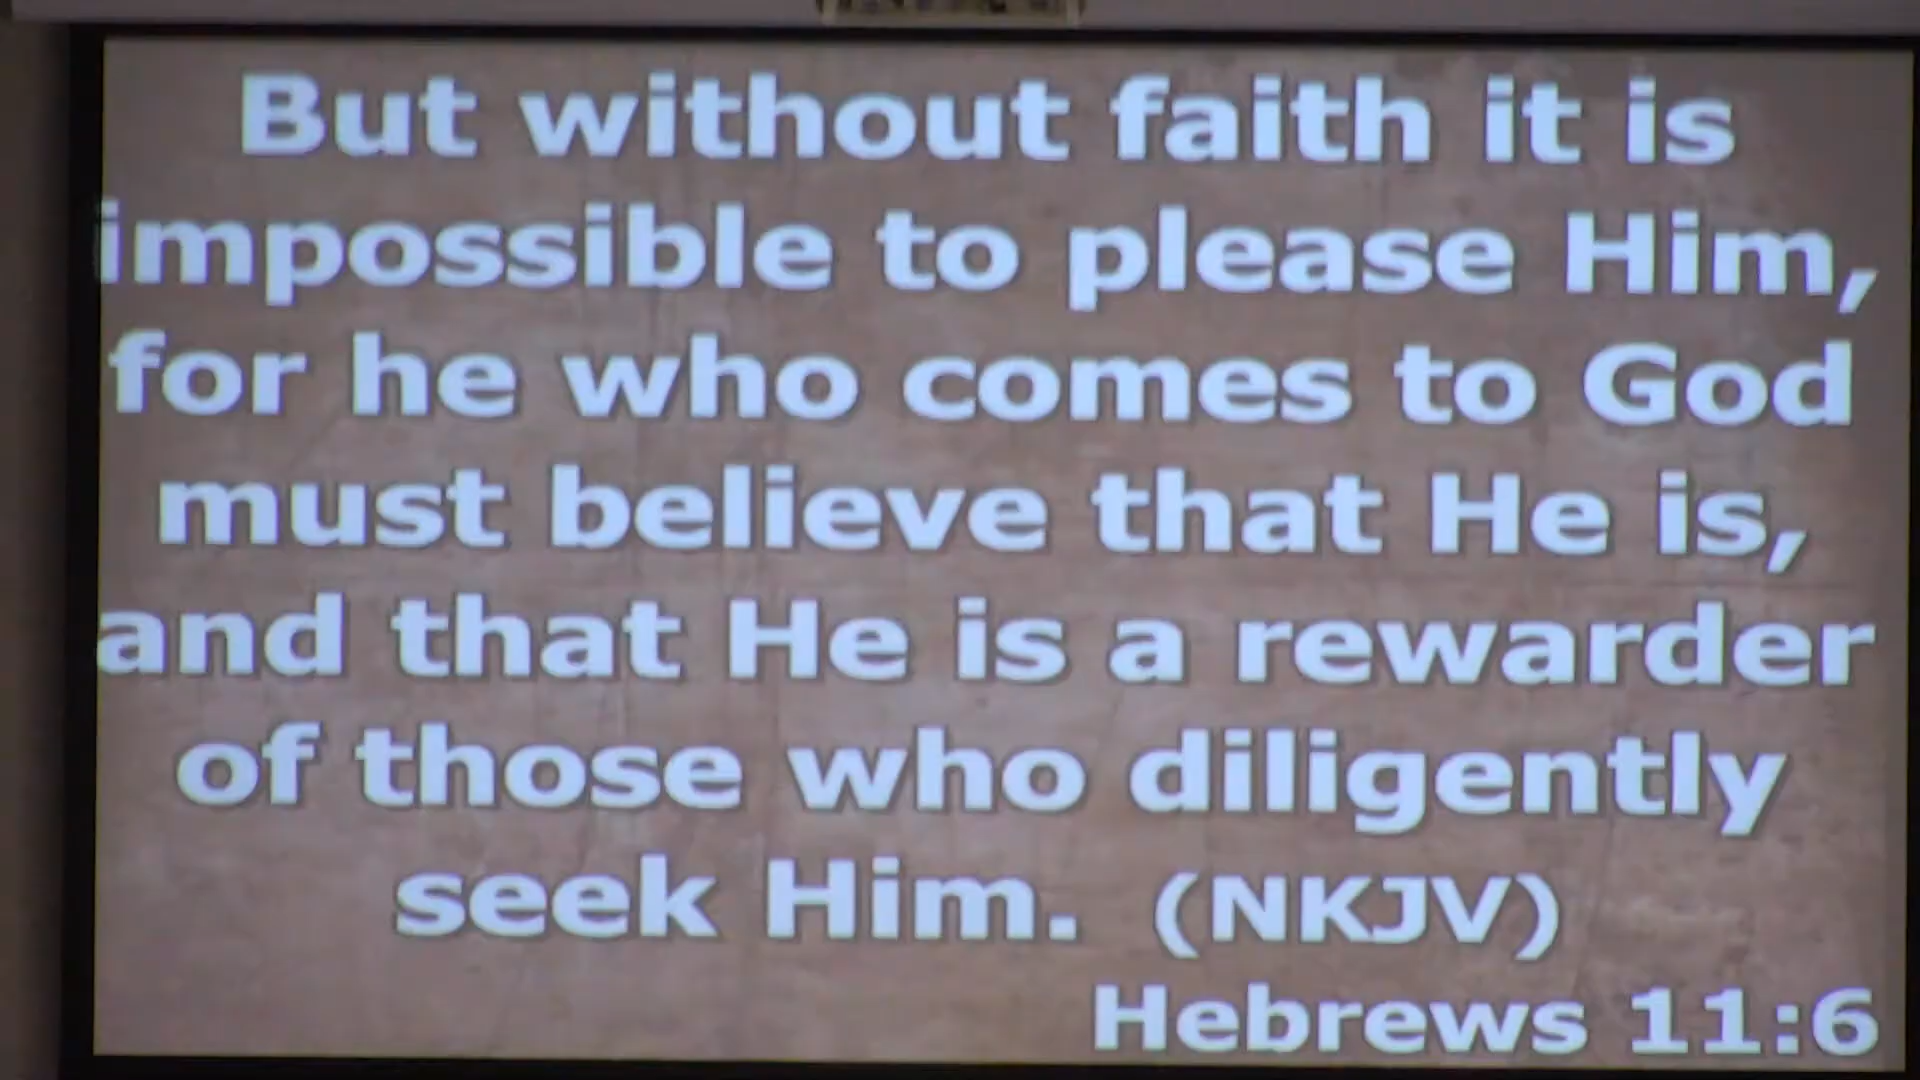 But without faith it is
impossible to please Him,
for he who comes to God
must believe that He is,
and that He is a rewarder
of those who diligently
seek Him. (NKJV)
Hebrews 11:6